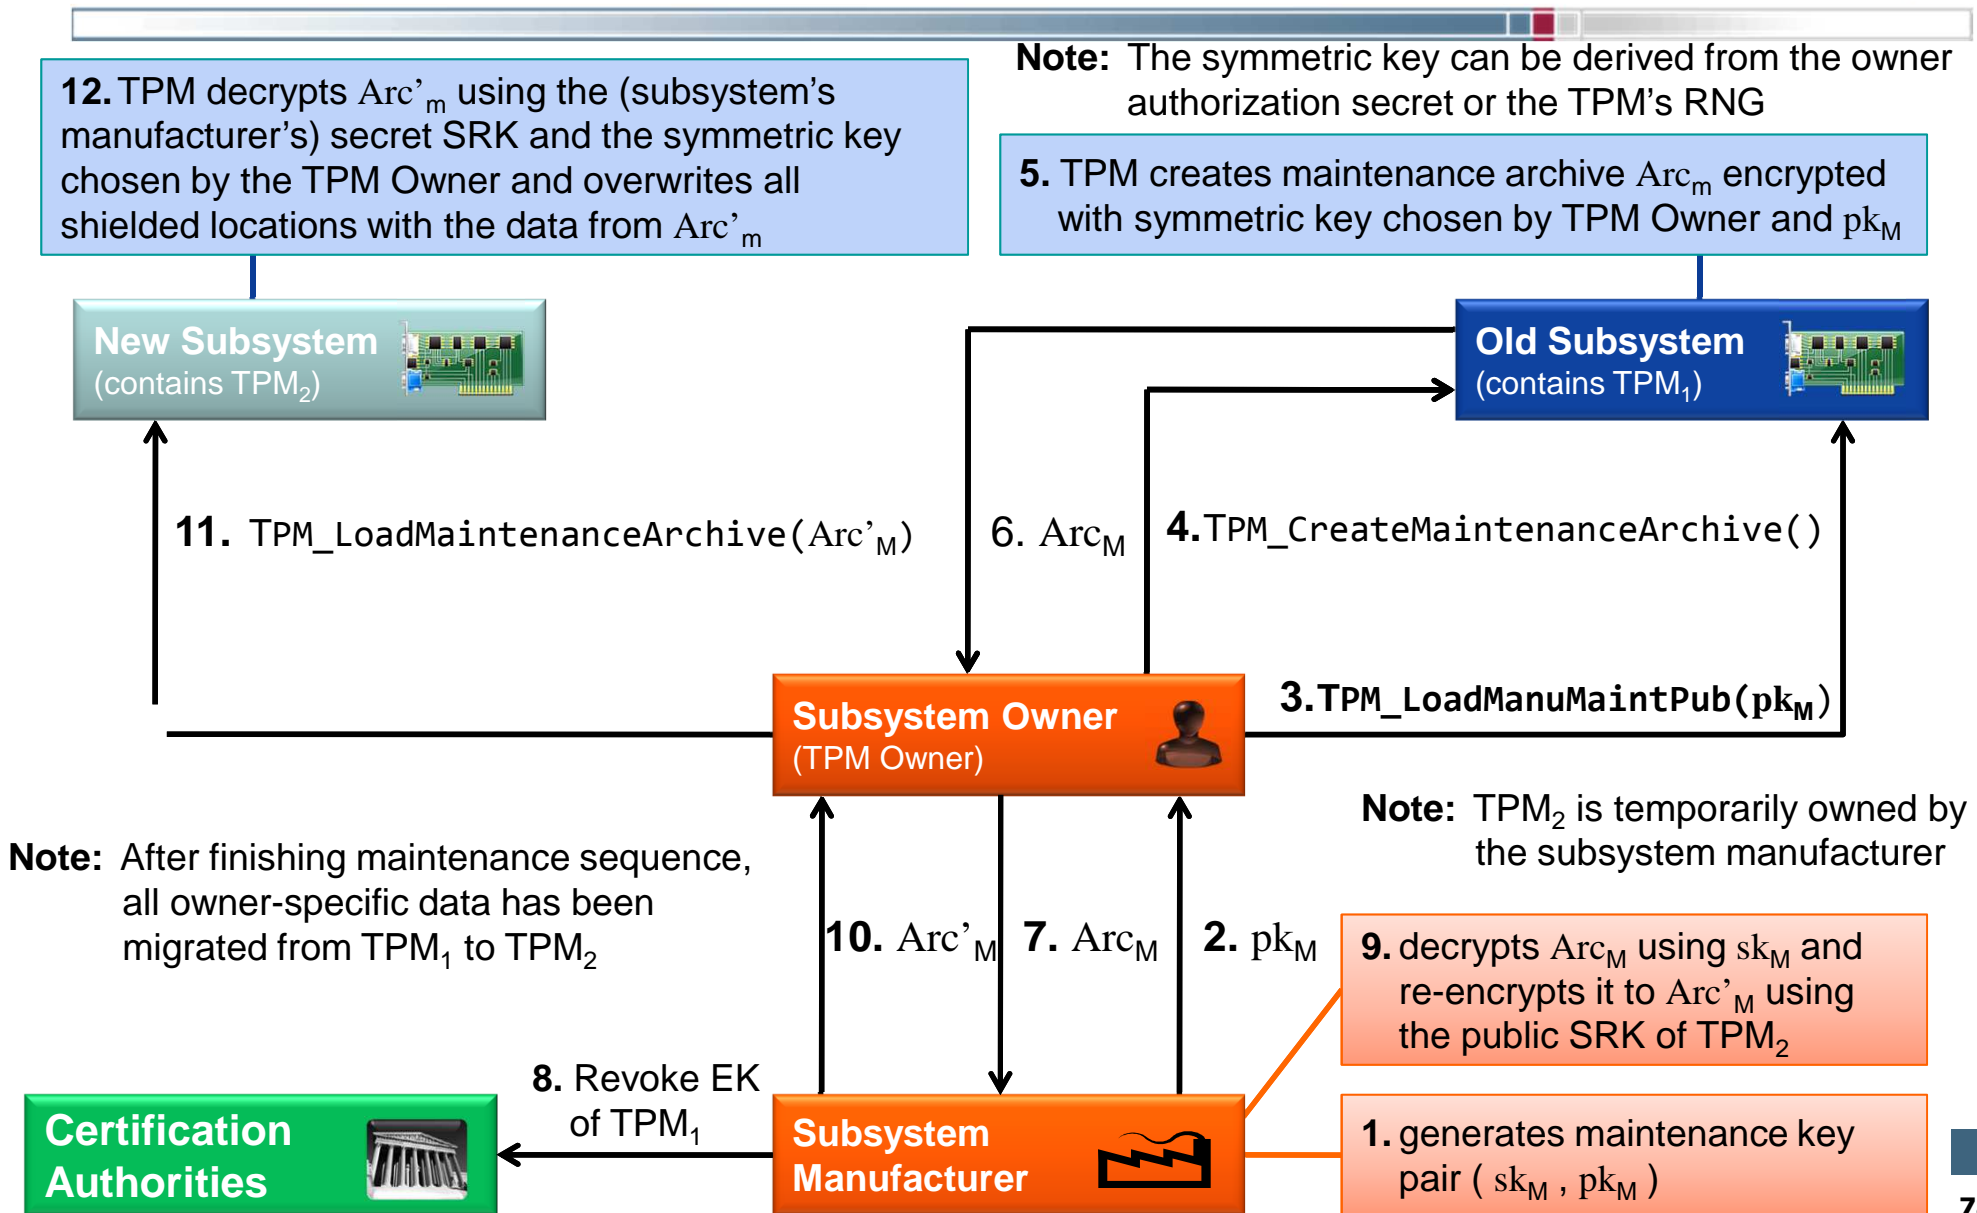 Note: The symmetric key can be derived from the owner
authorization secret or the TPM's RNG
12. TPM decrypts Arc’m using the (subsystem’s
manufacturer’s) secret SRK and the symmetric key
chosen by the TPM Owner and overwrites all
shielded locations with the data from Arc’m
5. TPM creates maintenance archive Arcm encrypted
with symmetric key chosen by TPM Owner and pkM
New Subsystem
(contains TPM2)
Old Subsystem
(contains TPM1)
11. TPM_LoadMaintenanceArchive(Arc’M)
6. ArcM
4.TPM_CreateMaintenanceArchive()
3.TPM_LoadManuMaintPub(pkM)
Subsystem Owner
(TPM Owner)
Note: TPM2 is temporarily owned by
the subsystem manufacturer
Note: After finishing maintenance sequence,
all owner-specific data has been
migrated from TPM1 to TPM2
10. Arc’M
7. ArcM
2. pkM
9. decrypts ArcM using skM and
re-encrypts it to Arc’M using
the public SRK of TPM2
8. Revoke EK
of TPM1
Certification
Authorities
Subsystem
Manufacturer
1. generates maintenance key
pair ( skM , pkM )